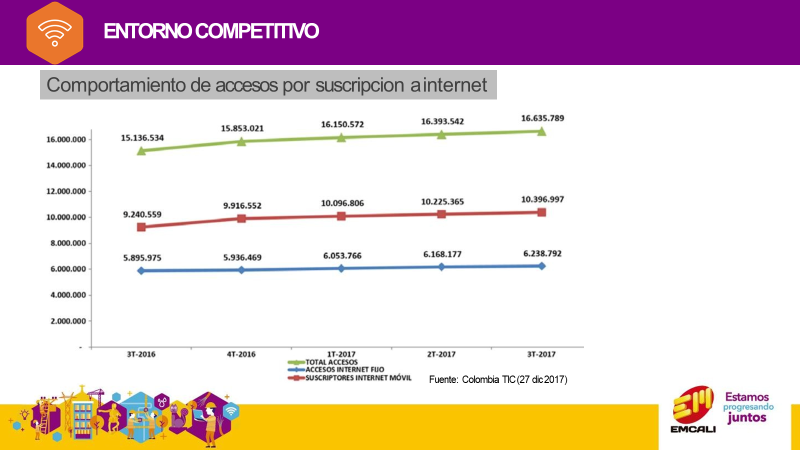 ENTORNO COMPETITIVO
Comportamiento de accesos por suscripcion a internet
16.000.000
14.000.000
12.000.000
10.000.000
8.000.000
6.000.000
4.000.000
2.000.000
-
15.136.534
15.853.021
16.150.572
16.393.542
16.635.789
9.240.559
9.916.552
10.096.806
10.225.365
10.396.997
5.895.975
5.936.469
6.053.766
6.168.177
6.238.792
3T-2016
4T-2016
1T-2017
2T-2017
3T-2017
TOTAL ACCESOS
ACCESOS INTERNET FIJO
SUSCRIPTORES INTERNET MÓVIL
Fuente: Colombia TIC (27 dic 2017)
EM
EMCALI
Estamos
progresando
juntos